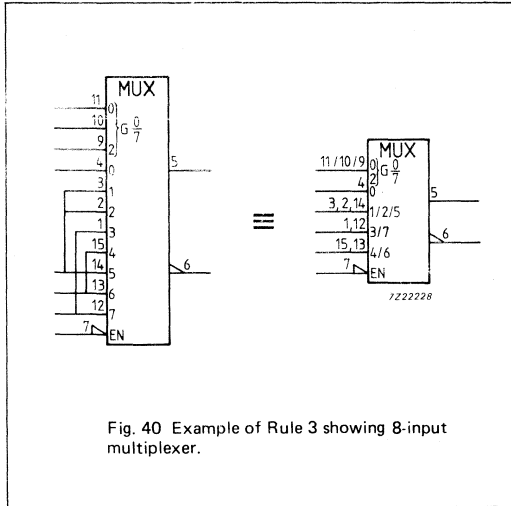 MUX
11 0
10 G 0/7
9 2
4 0 5
3 1
2 2
1 3
15 4
14 5 6
13 6
12 7
7 EN
≡
MUX
11/10/9 0 G 0/7
2
4 0 5
3, 2, 14 1/2/5
1, 12 3/7 6
15, 13 4/6
7 EN
7Z22228
Fig. 40 Example of Rule 3 showing 8-input
multiplexer.